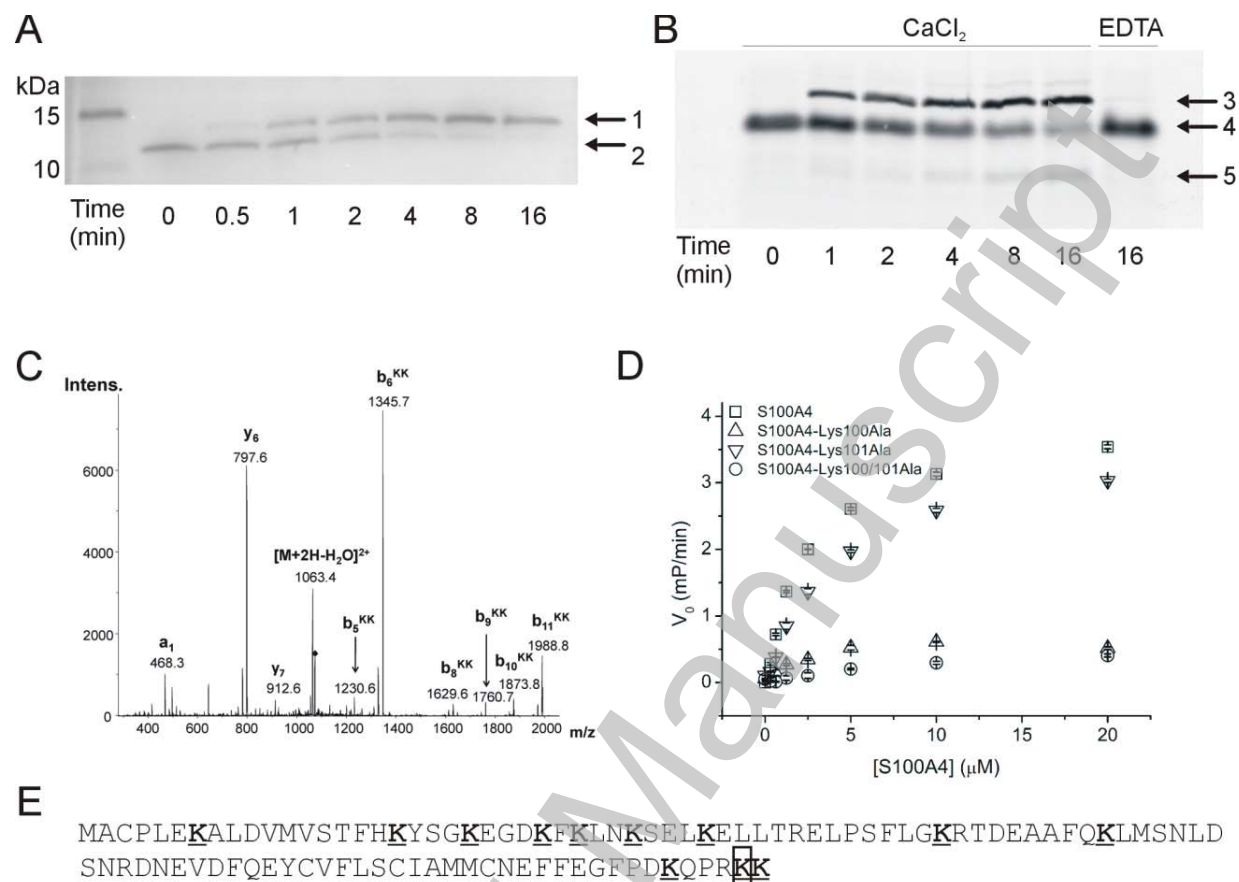 A
kDa
15
10
1
2
Time
(min)
0 0.5 1 2 4 8 16
B
CaCl₂ EDTA
3
4
5
Time
(min)
0 1 2 4 8 16 16
C
Intens.
6000
4000
2000
0
a₁
468.3
y₆
797.6
y₇
912.6
[M+2H-H₂O]²⁺
1063.4
b₅ᴷᴷ
1230.6
b₆ᴷᴷ
1345.7
b₈ᴷᴷ
1629.6
b₉ᴷᴷ
1760.7
b₁₀ᴷᴷ
1873.8
b₁₁ᴷᴷ
1988.8
400 600 800 1000 1200 1400 1600 1800 2000 m/z
D
V₀ (mP/min)
4
3
2
1
0
S100A4
S100A4-Lys100Ala
S100A4-Lys101Ala
S100A4-Lys100/101Ala
0 5 10 15 20
[S100A4] (μM)
E
MACPLEKALDVMVSTFHKYSGKEGDKFKLNKSELKELLTRELPSFLGKRTDEAAFQKLMSNLD
SNRDNEVDFQEYCVFLSCIAMMCNEFFEGFPDKQPRKK
Manuscript